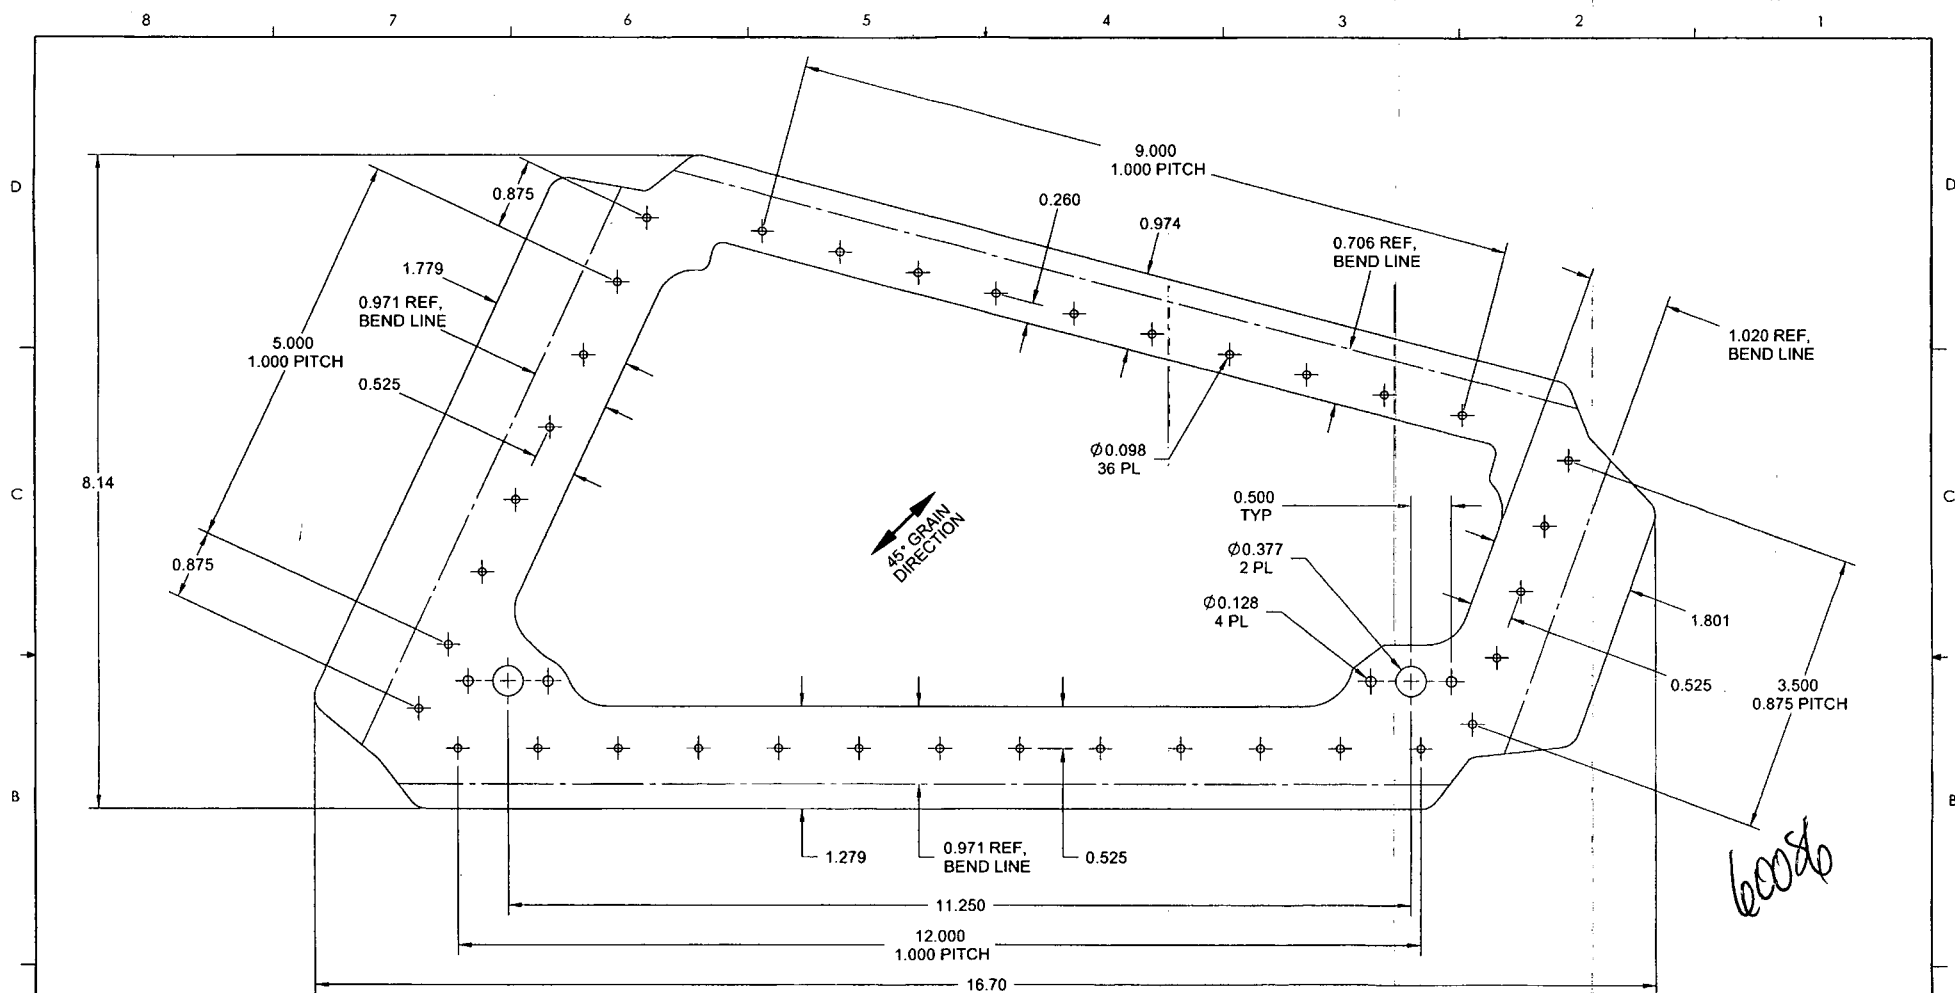 8 7 6 5 4 3 2 1
D
D
9.000
1.000 PITCH
0.875
0.260
0.974
0.706 REF,
BEND LINE
1.779
0.971 REF,
BEND LINE
1.020 REF,
BEND LINE
5.000
1.000 PITCH
0.525
Ø0.098
36 PL
8.14
C
C
0.500
TYP
45° GRAIN
DIRECTION
Ø0.377
2 PL
0.875
Ø0.128
4 PL
1.801
0.525
3.500
0.875 PITCH
B
B
1.279
0.971 REF,
BEND LINE
0.525
60086
11.250
12.000
1.000 PITCH
16.70